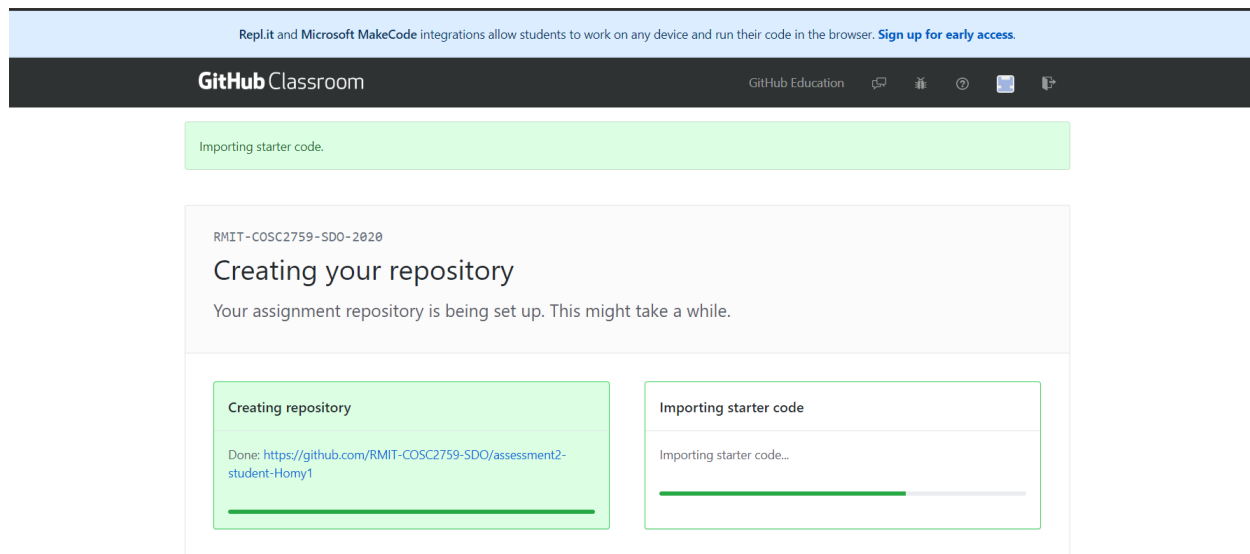 Repl.it and Microsoft MakeCode integrations allow students to work on any device and run their code in the browser. Sign up for early access.
GitHub Classroom GitHub Education
Importing starter code.
RMIT-COSC2759-SDO-2020
Creating your repository
Your assignment repository is being set up. This might take a while.
Creating repository
Done: https://github.com/RMIT-COSC2759-SDO/assessment2-
student-Homy1
Importing starter code
Importing starter code...